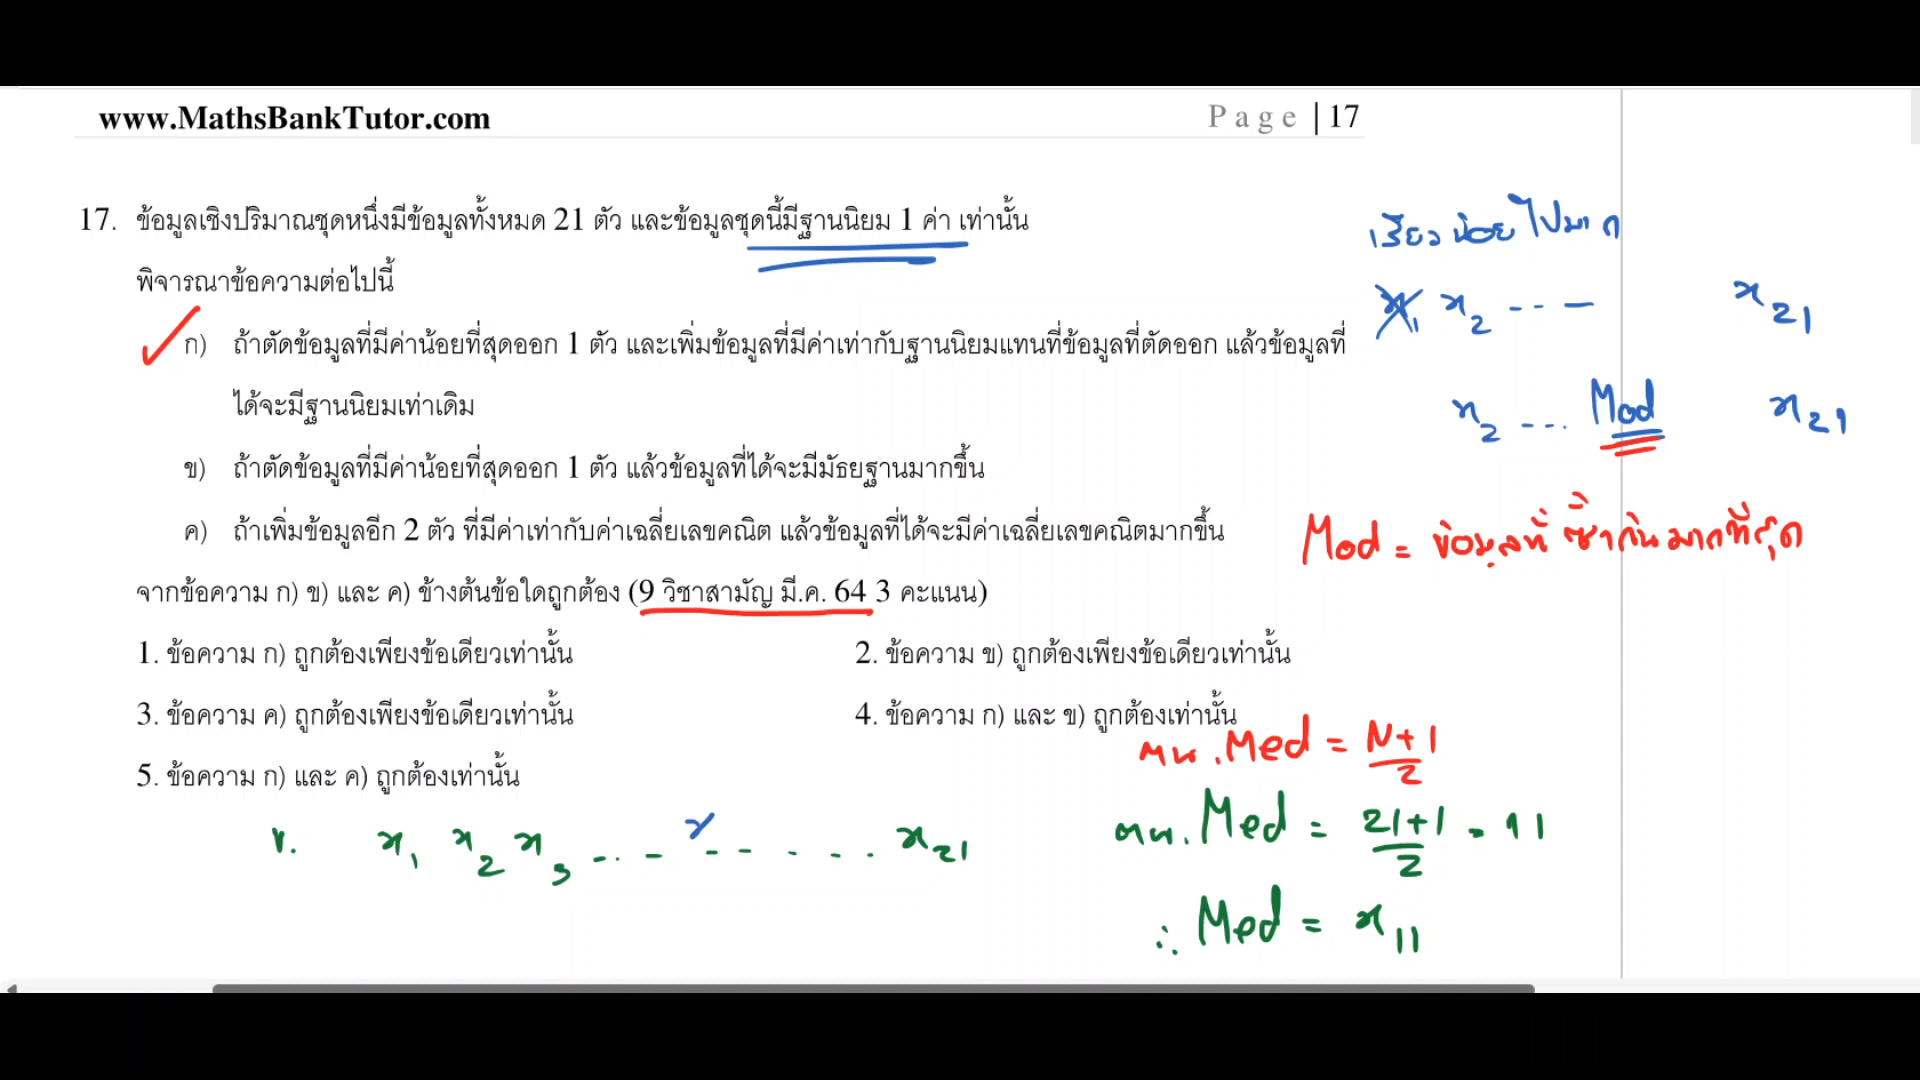 www.MathsBankTutor.com
Page | 17
17. ข้อมูลเชิงปริมาณชุดหนึ่งมีข้อมูลทั้งหมด 21 ตัว และข้อมูลชุดนี้มีฐานนิยม 1 ค่า เท่านั้น
พิจารณาข้อความต่อไปนี้
ก) ถ้าตัดข้อมูลที่มีค่าน้อยที่สุดออก 1 ตัว และเพิ่มข้อมูลที่มีค่าเท่ากับฐานนิยมแทนที่ข้อมูลที่ตัดออก แล้วข้อมูลที่
ได้จะมีฐานนิยมเท่าเดิม
ข) ถ้าตัดข้อมูลที่มีค่าน้อยที่สุดออก 1 ตัว แล้วข้อมูลที่ได้จะมีมัธยฐานมากขึ้น
ค) ถ้าเพิ่มข้อมูลอีก 2 ตัว ที่มีค่าเท่ากับค่าเฉลี่ยเลขคณิต แล้วข้อมูลที่ได้จะมีค่าเฉลี่ยเลขคณิตมากขึ้น
จากข้อความ ก) ข) และ ค) ข้างต้นข้อใดถูกต้อง (9 วิชาสามัญ มี.ค. 64 3 คะแนน)
1. ข้อความ ก) ถูกต้องเพียงข้อเดียวเท่านั้น
2. ข้อความ ข) ถูกต้องเพียงข้อเดียวเท่านั้น
3. ข้อความ ค) ถูกต้องเพียงข้อเดียวเท่านั้น
4. ข้อความ ก) และ ข) ถูกต้องเท่านั้น
5. ข้อความ ก) และ ค) ถูกต้องเท่านั้น
เรียงน้อยไปมาก
x₁ x₂ --- x₂₁
x₂ ... Mod x₂₁
Mod = ข้อมูลที่ซ้ำกันมากที่สุด
ตน. Med = N+1/2
ตน. Med = 21+1/2 = 11
∴ Med = x₁₁
ข. x₁ x₂ x₃ ........ x₂₁